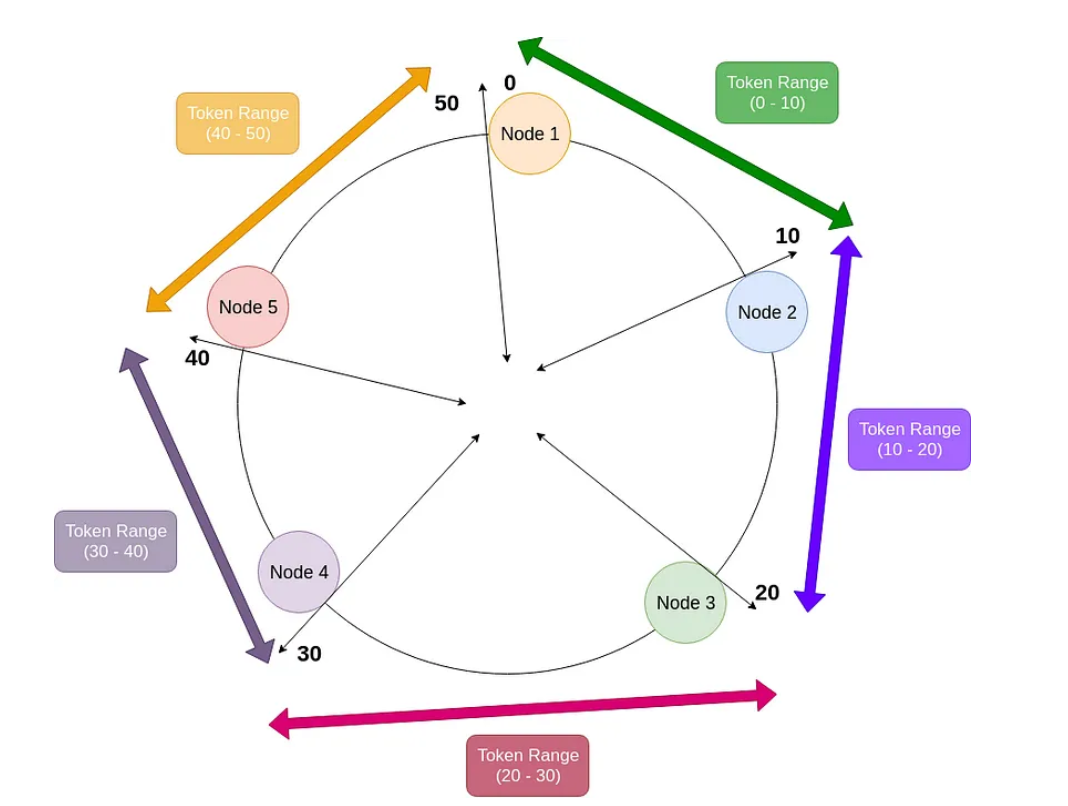 50
0
Node 1
Token Range
(0 - 10)
10
Node 2
Token Range
(10 - 20)
20
Node 3
Token Range
(20 - 30)
30
Node 4
Token Range
(30 - 40)
40
Node 5
Token Range
(40 - 50)